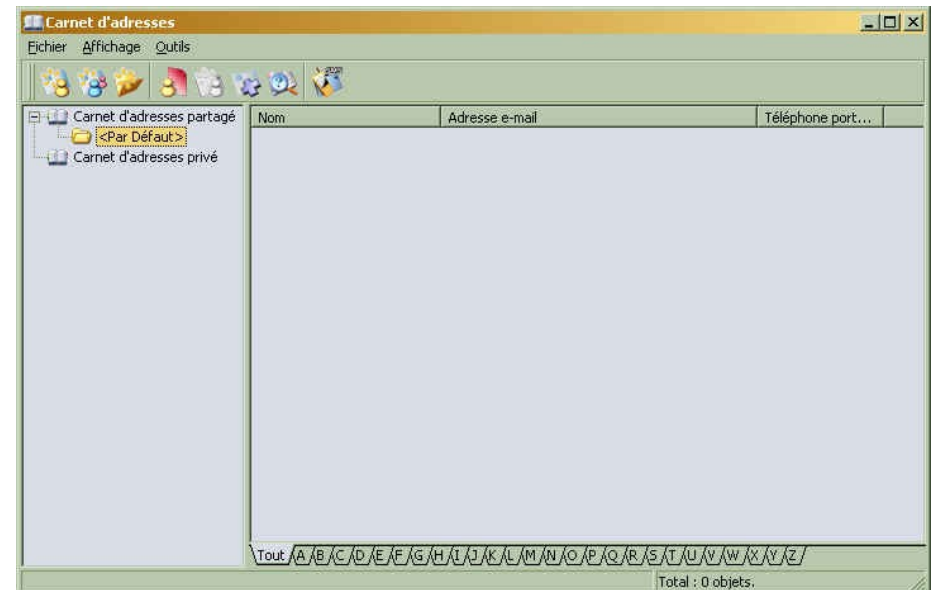 Carnet d'adresses
Fichier Affichage Outils
Carnet d'adresses partagé
<Par Défaut>
Carnet d'adresses privé
Nom Adresse e-mail Téléphone port...
Tout A B C D E F G H I J K L M N O P Q R S T U V W X Y Z
Total : 0 objets.